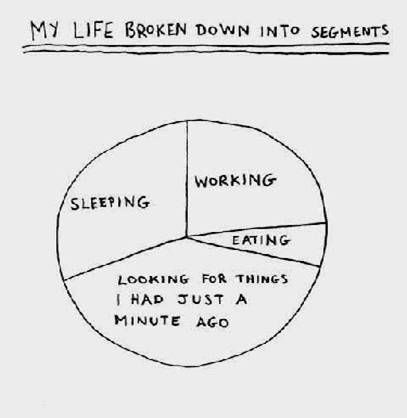 MY LIFE BROKEN DOWN INTO SEGMENTS
WORKING
SLEEPING
EATING
LOOKING FOR THINGS
I HAD JUST A
MINUTE AGO